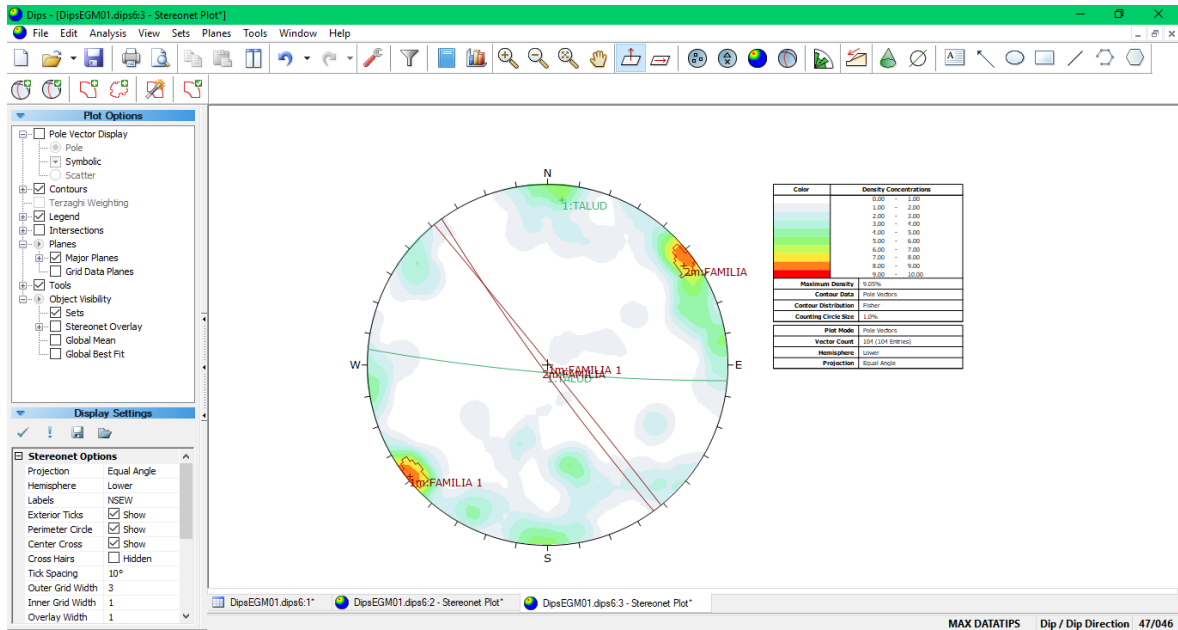 Dips - [DipsEGM01.dips6:3 - Stereonet Plot*]
File Edit Analysis View Sets Planes Tools Window Help
Plot Options
Pole Vector Display
Pole
Symbolic
Scatter
Contours
Terzaghi Weighting
Legend
Intersections
Planes
Major Planes
Grid Data Planes
Tools
Object Visibility
Sets
Stereonet Overlay
Global Mean
Global Best Fit
Display Settings
Stereonet Options
Projection Equal Angle
Hemisphere Lower
Labels NSEW
Exterior Ticks Show
Perimeter Circle Show
Center Cross Show
Cross Hairs Hidden
Tick Spacing 10°
Outer Grid Width 3
Inner Grid Width 1
Overlay Width 1
N
1:TALUD
2m:FAMILIA
W
E
1m:FAMILIA 1
2m:FAMILIA
1:TALUD
1m:FAMILIA 1
S
Color Density Concentrations
0.00 - 1.00
1.00 - 2.00
2.00 - 3.00
3.00 - 4.00
4.00 - 5.00
5.00 - 6.00
6.00 - 7.00
7.00 - 8.00
8.00 - 9.00
9.00 - 10.00
Maximum Density 9.05%
Contour Data Pole Vectors
Contour Distribution Fisher
Counting Circle Size 1.0%
Plot Mode Pole Vectors
Vector Count 104 (104 Entries)
Hemisphere Lower
Projection Equal Angle
DipsEGM01.dips6:1* DipsEGM01.dips6:2 - Stereonet Plot* DipsEGM01.dips6:3 - Stereonet Plot*
MAX DATATIPS Dip / Dip Direction 47/046